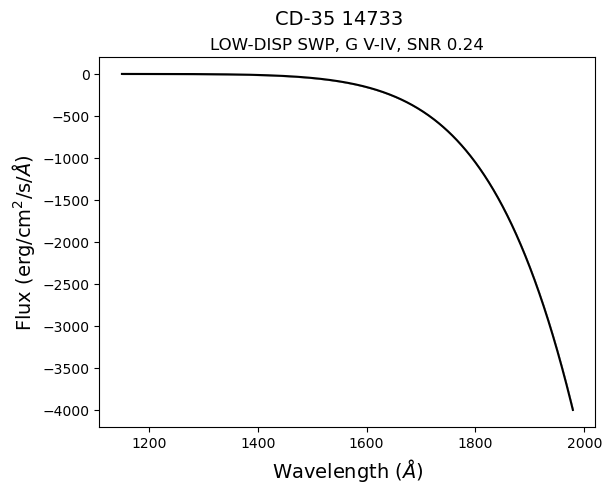 CD-35 14733
LOW-DISP SWP, G V-IV, SNR 0.24
Flux (erg/cm²/s/Å)
0
−500
−1000
−1500
−2000
−2500
−3000
−3500
−4000
1200 1400 1600 1800 2000
Wavelength (Å)